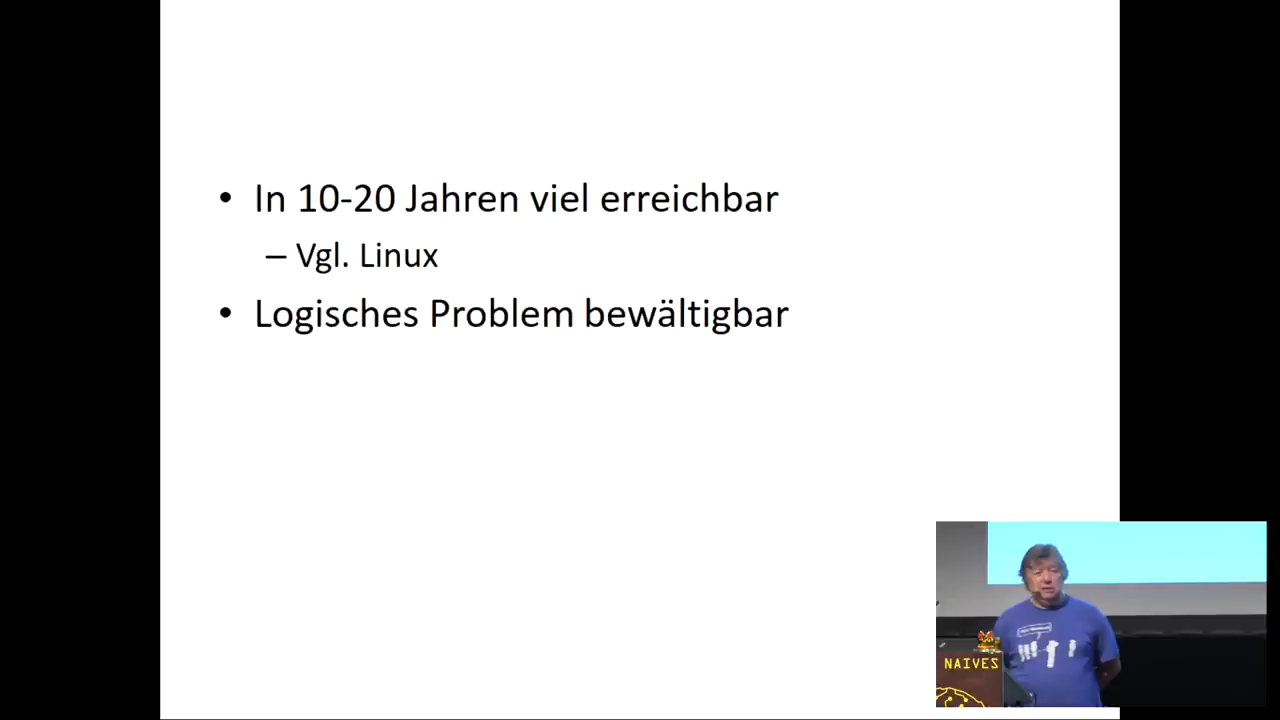 • In 10-20 Jahren viel erreichbar
– Vgl. Linux
• Logisches Problem bewältigbar
NAIVES